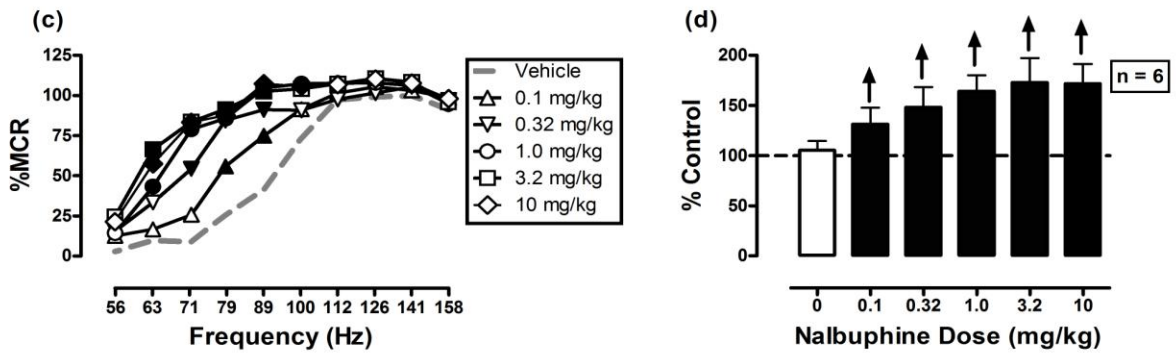 (c)
%MCR
125
100
75
50
25
0
56 63 71 79 89 100 112 126 141 158
Frequency (Hz)
Vehicle
0.1 mg/kg
0.32 mg/kg
1.0 mg/kg
3.2 mg/kg
10 mg/kg
(d)
% Control
200
150
100
50
0
0 0.1 0.32 1.0 3.2 10
Nalbuphine Dose (mg/kg)
n = 6